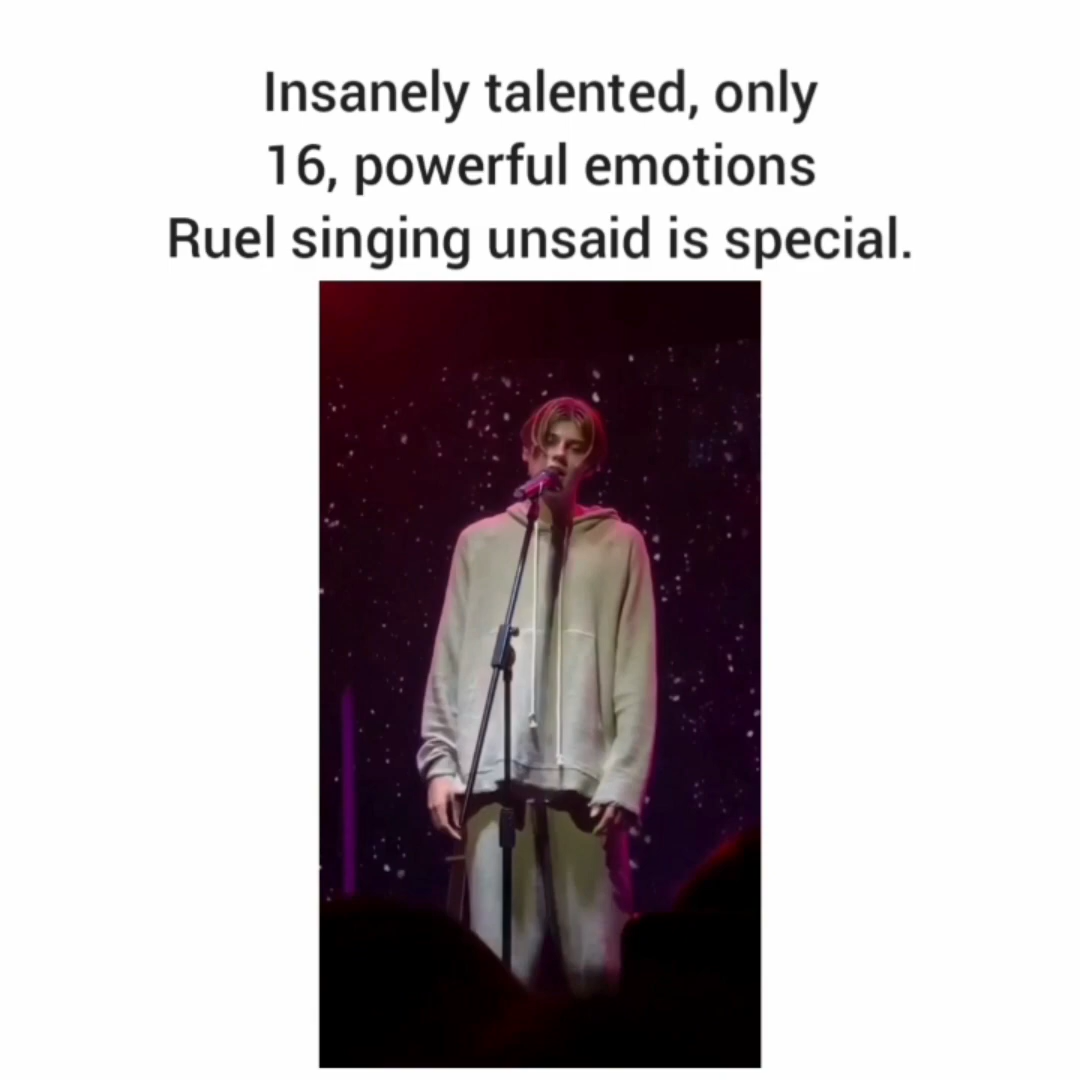 Insanely talented, only
16, powerful emotions
Ruel singing unsaid is special.